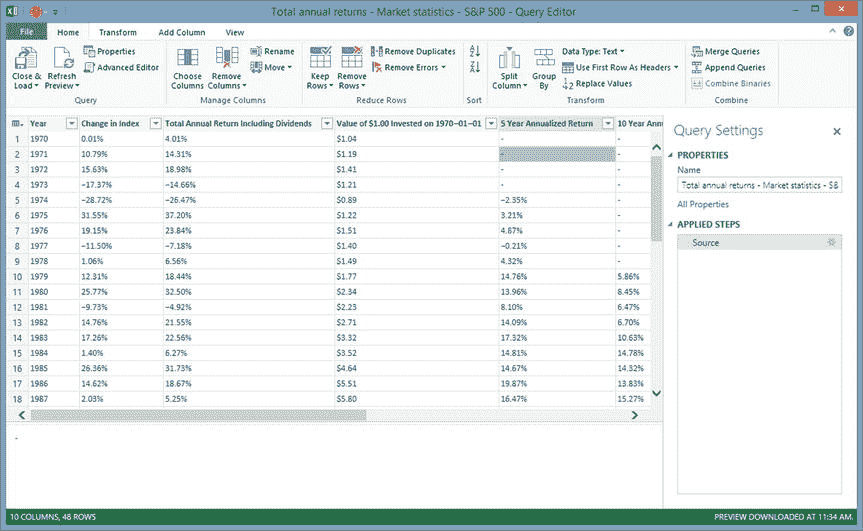 Total annual returns - Market statistics - S&P 500 - Query Editor
File Home Transform Add Column View
Close & Load Refresh Preview Properties Advanced Editor Choose Columns Remove Columns Rename Move Keep Rows Remove Rows Remove Duplicates Remove Errors Split Column Group By Data Type: Text Use First Row As Headers Replace Values Merge Queries Append Queries Combine Binaries
Query Manage Columns Reduce Rows Sort Transform Combine
Year Change in Index Total Annual Return Including Dividends Value of $1.00 Invested on 1970-01-01 5 Year Annualized Return 10 Year Ann
1 1970 0.01% 4.01% $1.04 - -
2 1971 10.79% 14.31% $1.19 - -
3 1972 15.63% 18.98% $1.41 - -
4 1973 −17.37% −14.66% $1.21 - -
5 1974 −28.72% −26.47% $0.89 −2.35% -
6 1975 31.55% 37.20% $1.22 3.21% -
7 1976 19.15% 23.84% $1.51 4.87% -
8 1977 −11.50% −7.18% $1.40 −0.21% -
9 1978 1.06% 6.56% $1.49 4.32% -
10 1979 12.31% 18.44% $1.77 14.76% 5.86%
11 1980 25.77% 32.50% $2.34 13.96% 8.45%
12 1981 −9.73% −4.92% $2.23 8.10% 6.47%
13 1982 14.76% 21.55% $2.71 14.09% 6.70%
14 1983 17.26% 22.56% $3.32 17.32% 10.63%
15 1984 1.40% 6.27% $3.52 14.81% 14.78%
16 1985 26.36% 31.73% $4.64 14.67% 14.32%
17 1986 14.62% 18.67% $5.51 19.87% 13.83%
18 1987 2.03% 5.25% $5.80 16.47% 15.27%
-
Query Settings
PROPERTIES
Name
Total annual returns - Market statistics - S&
All Properties
APPLIED STEPS
Source
10 COLUMNS, 48 ROWS
PREVIEW DOWNLOADED AT 11:34 AM.